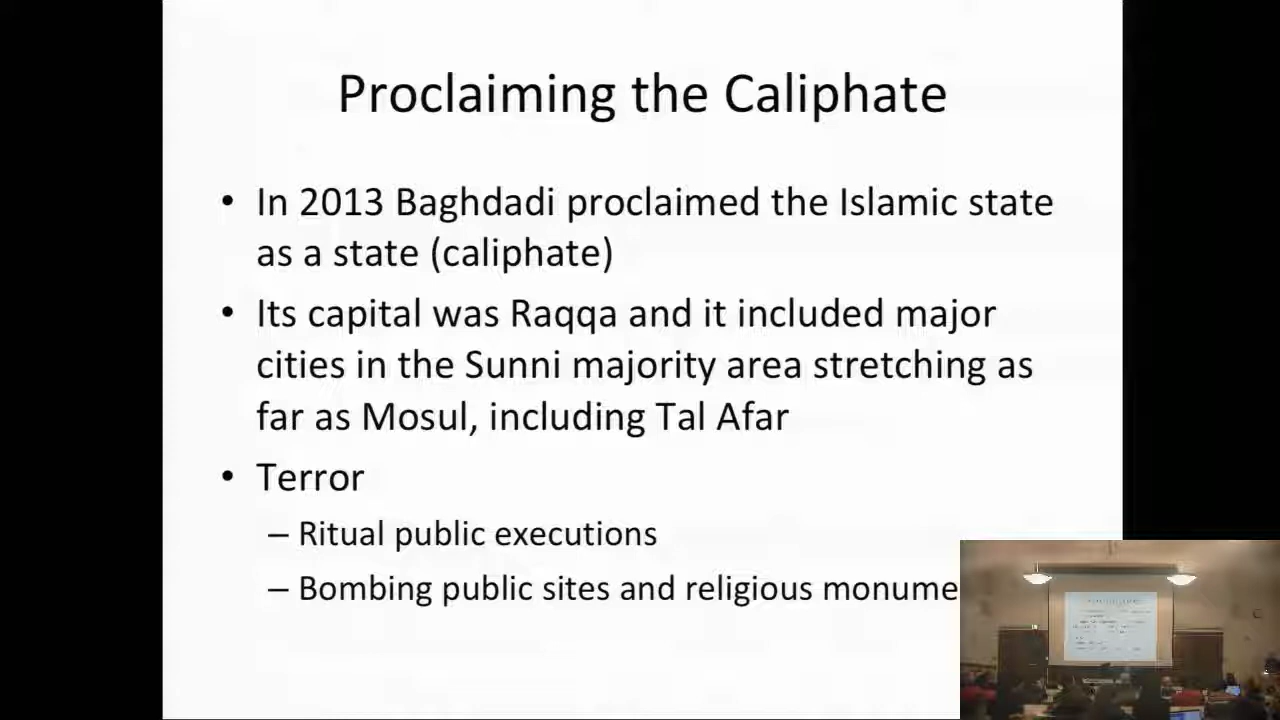 Proclaiming the Caliphate
• In 2013 Baghdadi proclaimed the Islamic state
as a state (caliphate)
• Its capital was Raqqa and it included major
cities in the Sunni majority area stretching as
far as Mosul, including Tal Afar
• Terror
– Ritual public executions
– Bombing public sites and religious monume